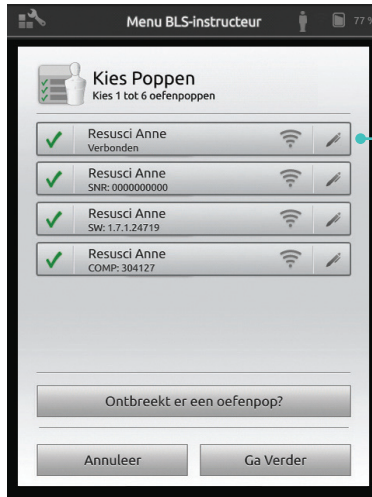 Menu BLS-instructeur
77 %
Kies Poppen
Kies 1 tot 6 oefenpoppen
Resusci Anne
Verbonden
Resusci Anne
SNR: 0000000000
Resusci Anne
SW: 1.7.1.24719
Resusci Anne
COMP: 304127
Ontbreekt er een oefenpop?
Annuleer
Ga Verder